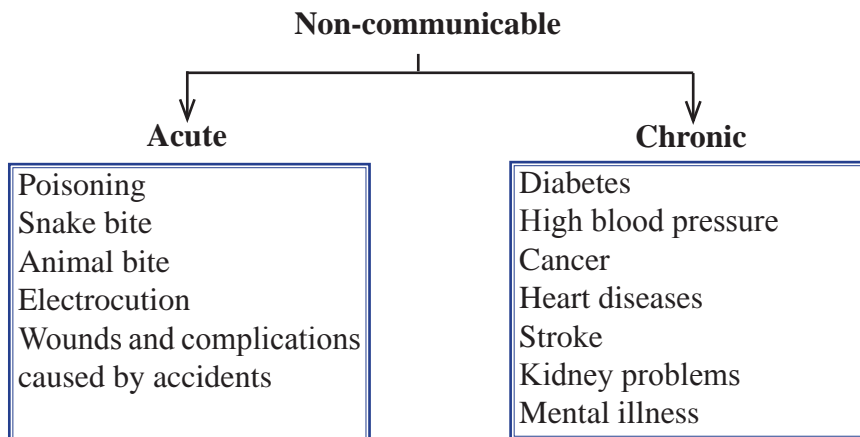 Non-communicable
Acute
Poisoning
Snake bite
Animal bite
Electrocution
Wounds and complications
caused by accidents
Chronic
Diabetes
High blood pressure
Cancer
Heart diseases
Stroke
Kidney problems
Mental illness